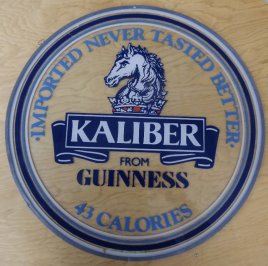 ·IMPORTED NEVER TASTED BETTER·
KALIBER
FROM
GUINNESS
43 CALORIES